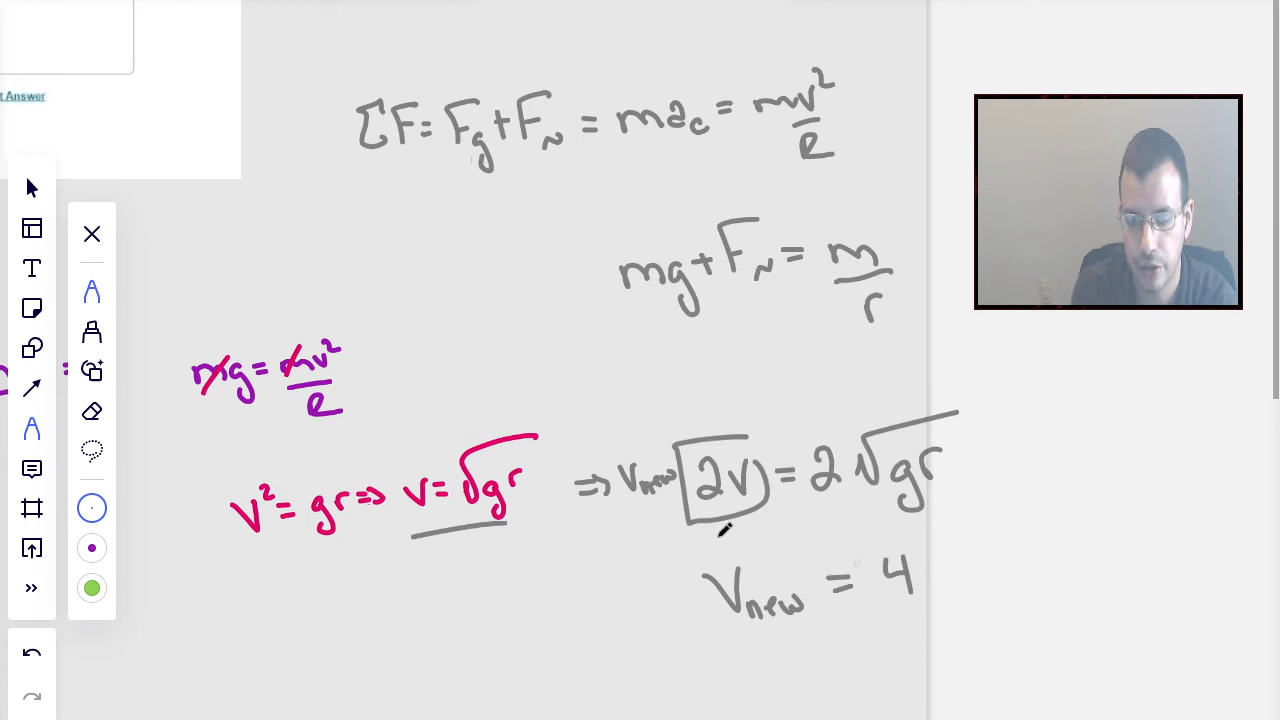 t Answer
ΣF = Fg + FN = mac = mv²/R
mg + FN = m/r
mg = mv²/R
v² = gr ⇒ v = √gr ⇒ Vnew 2v = 2√gr
Vnew = 4